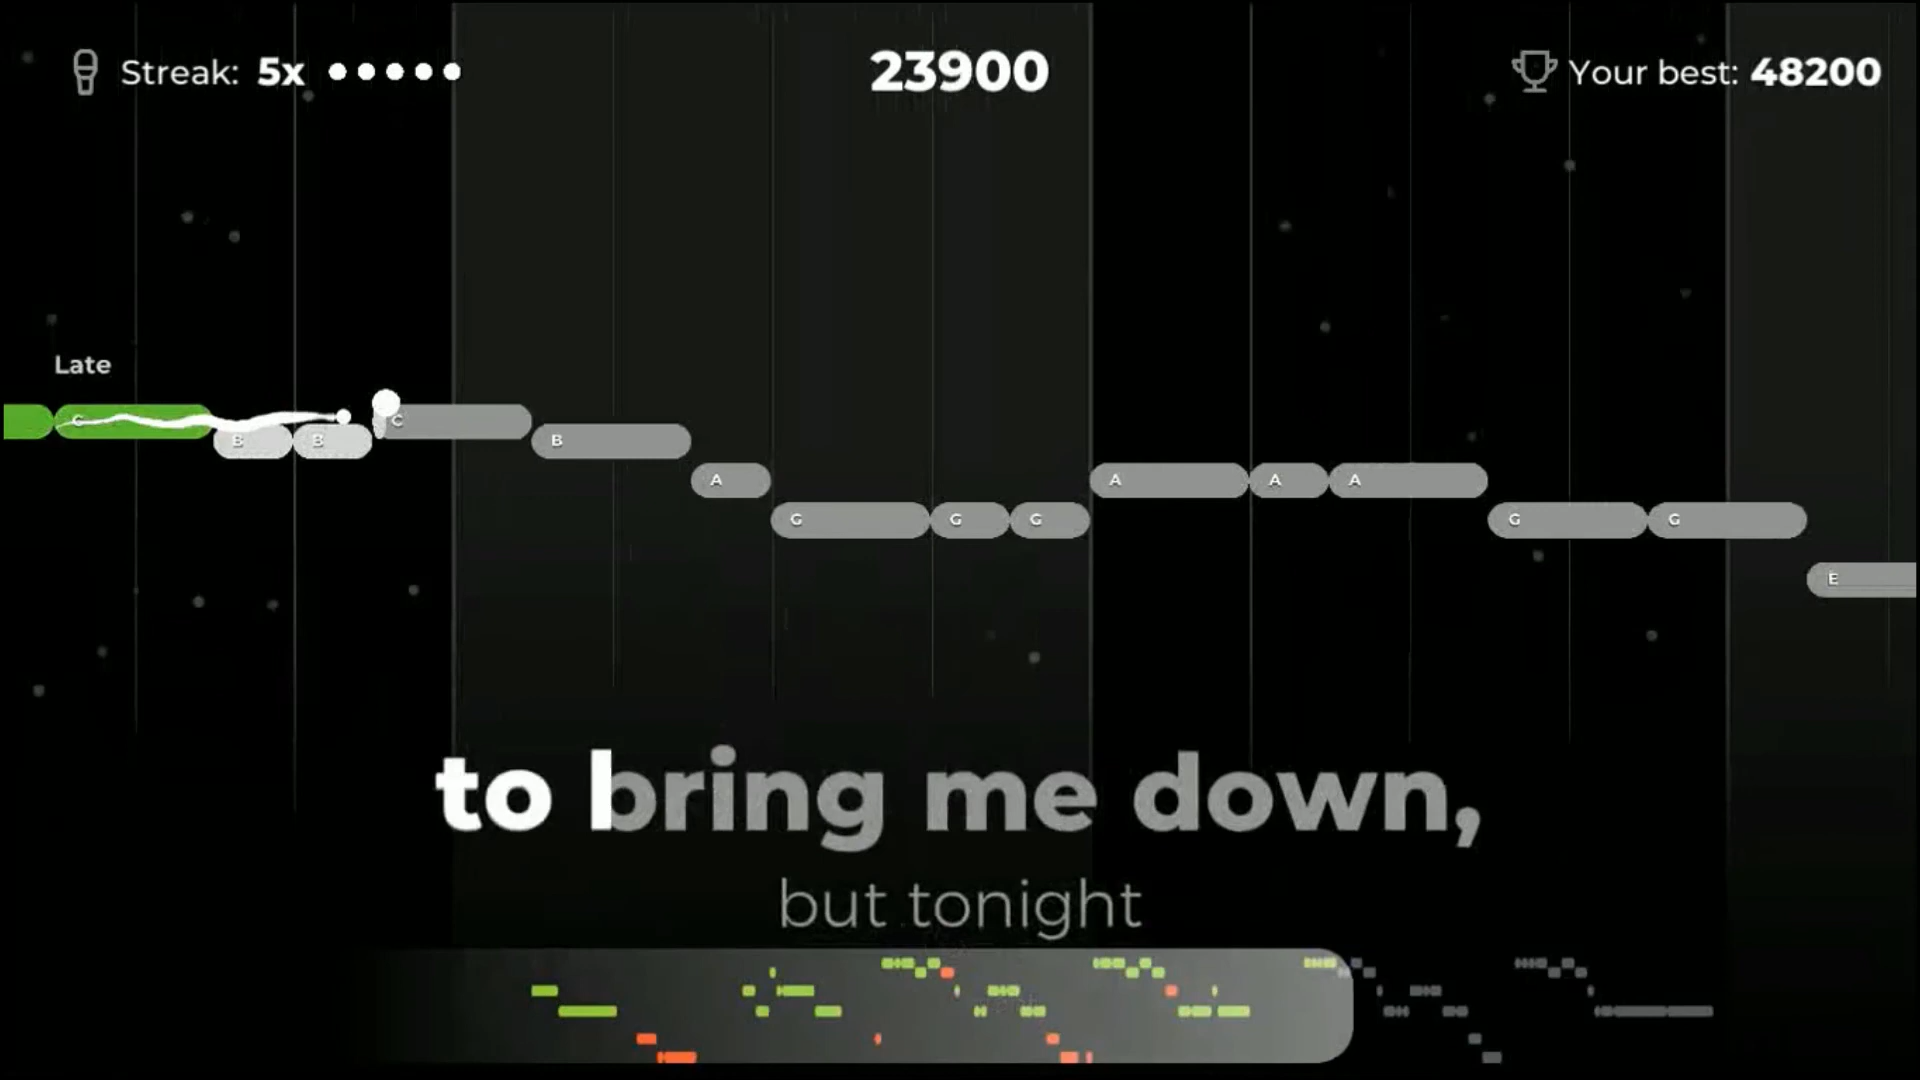 Streak: 5x
23900
Your best: 48200
Late
C B B C B A G G G A A A G G E
to bring me down,
but tonight